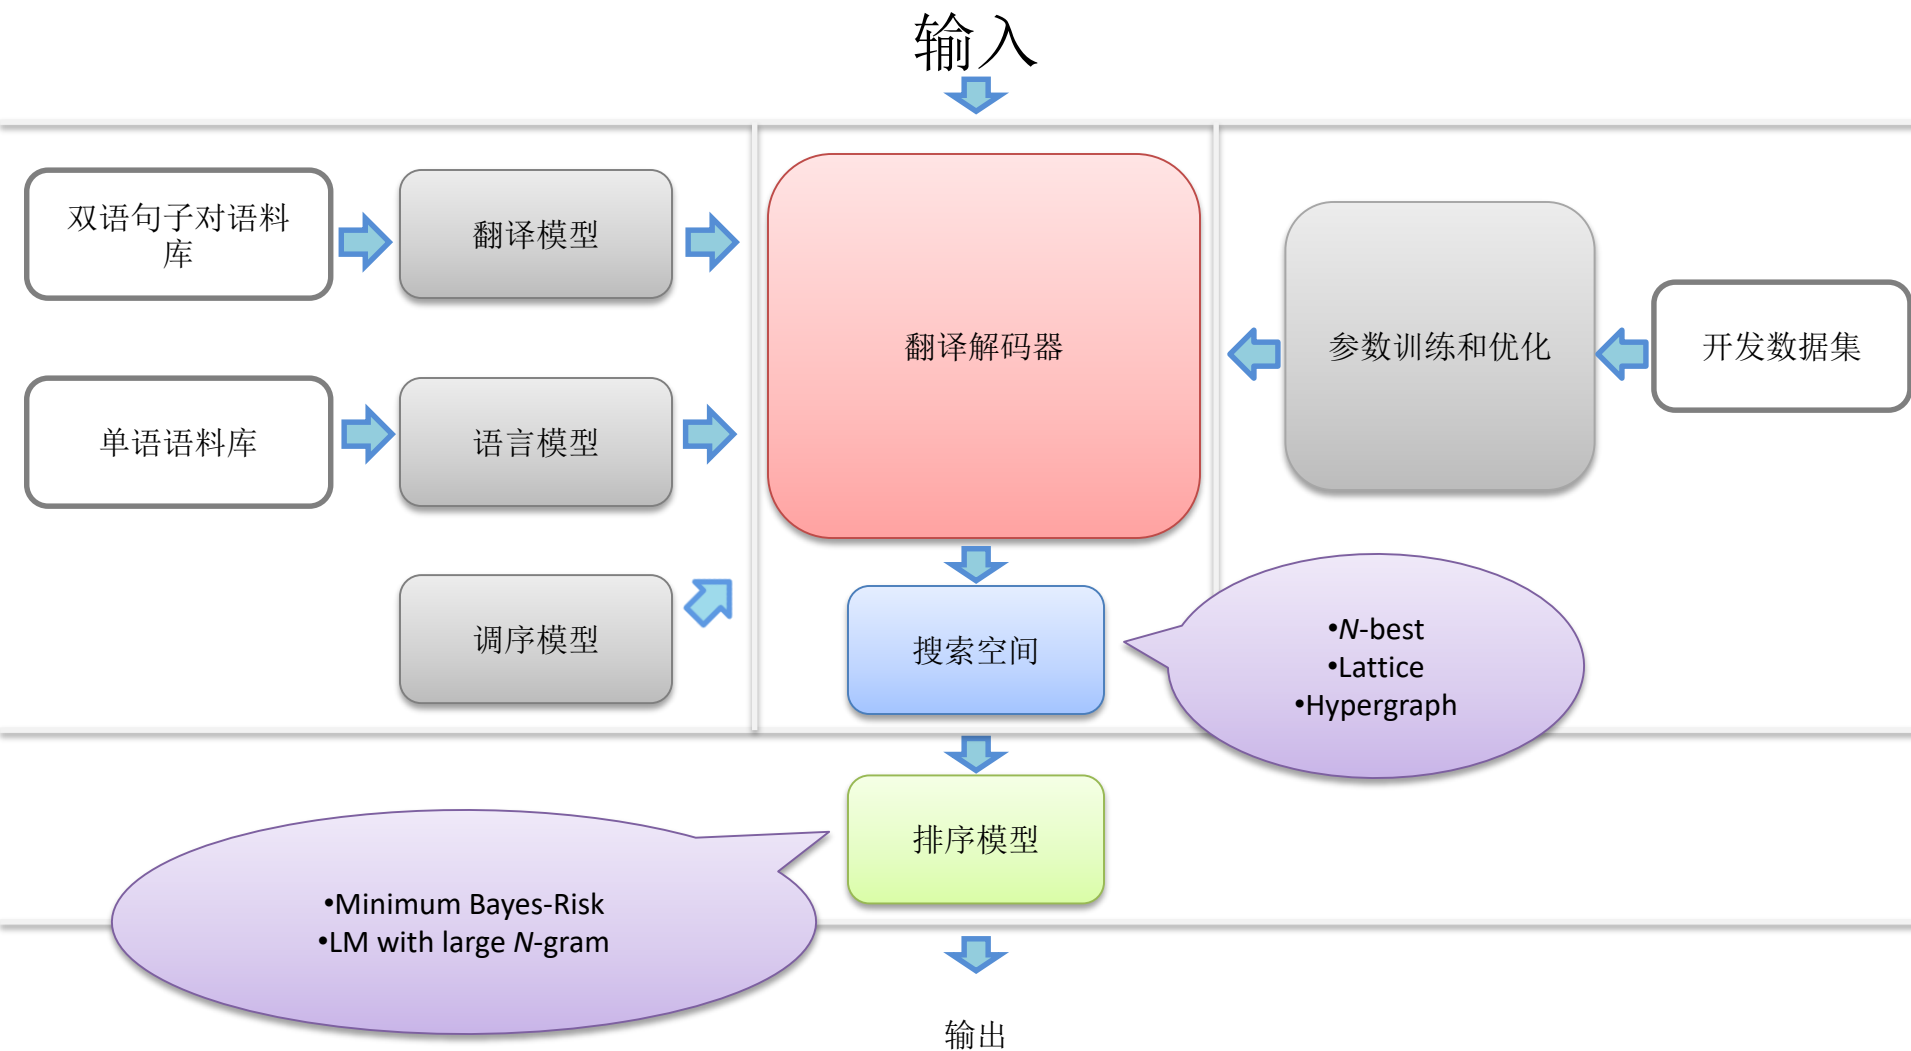 输入
双语句子对语料
库
翻译模型
翻译解码器
参数训练和优化
开发数据集
单语语料库
语言模型
调序模型
搜索空间
•N-best
•Lattice
•Hypergraph
排序模型
•Minimum Bayes-Risk
•LM with large N-gram
输出